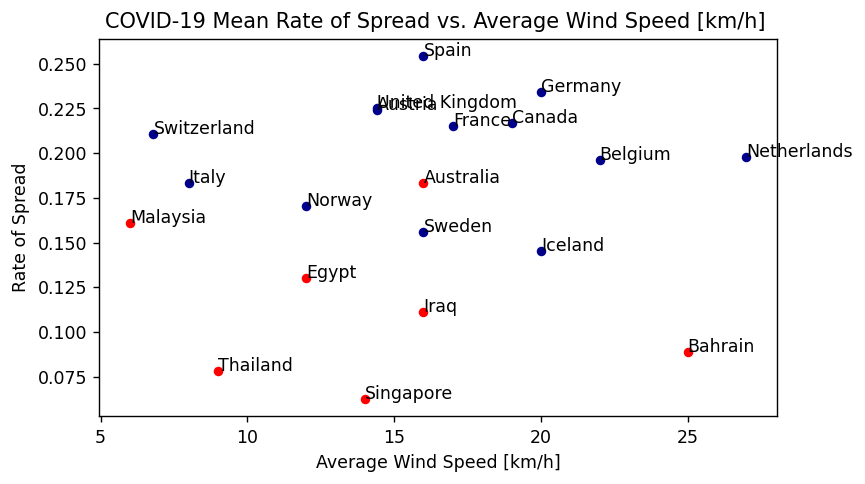 COVID-19 Mean Rate of Spread vs. Average Wind Speed [km/h]
Spain
0.250
Germany
United Kingdom
Austria
0.225
Canada
France
Switzerland
0.200
Netherlands
Belgium
Italy
Australia
0.175
Norway
Malaysia
Sweden
0.150
Iceland
Egypt
0.125
Iraq
0.100
Bahrain
Thailand
0.075
Singapore
Rate of Spread
5 10 15 20 25
Average Wind Speed [km/h]